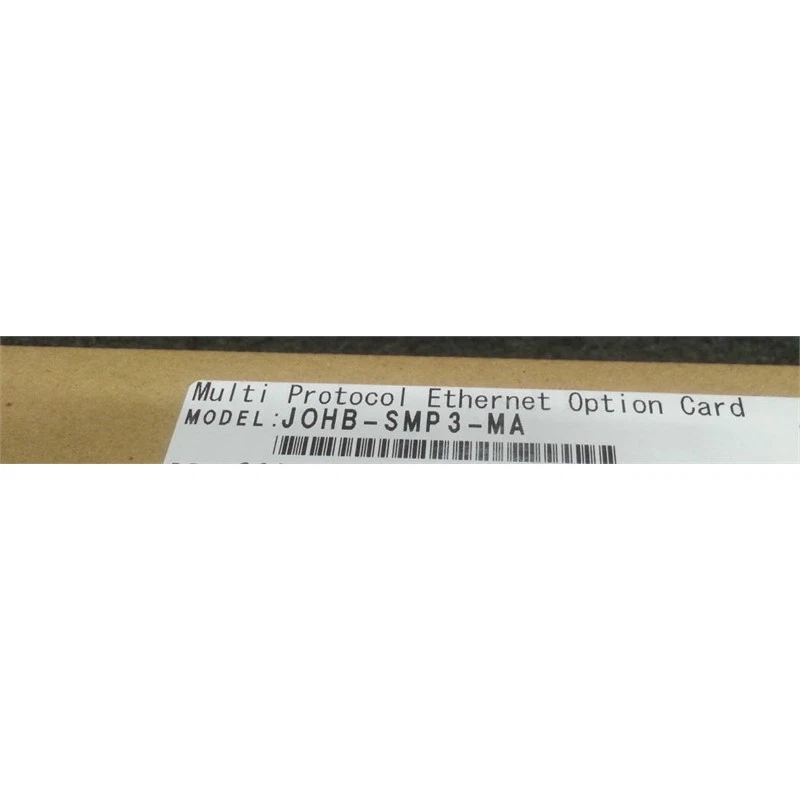 Multi Protocol Ethernet Option Card
MODEL:JOHB-SMP3-MA